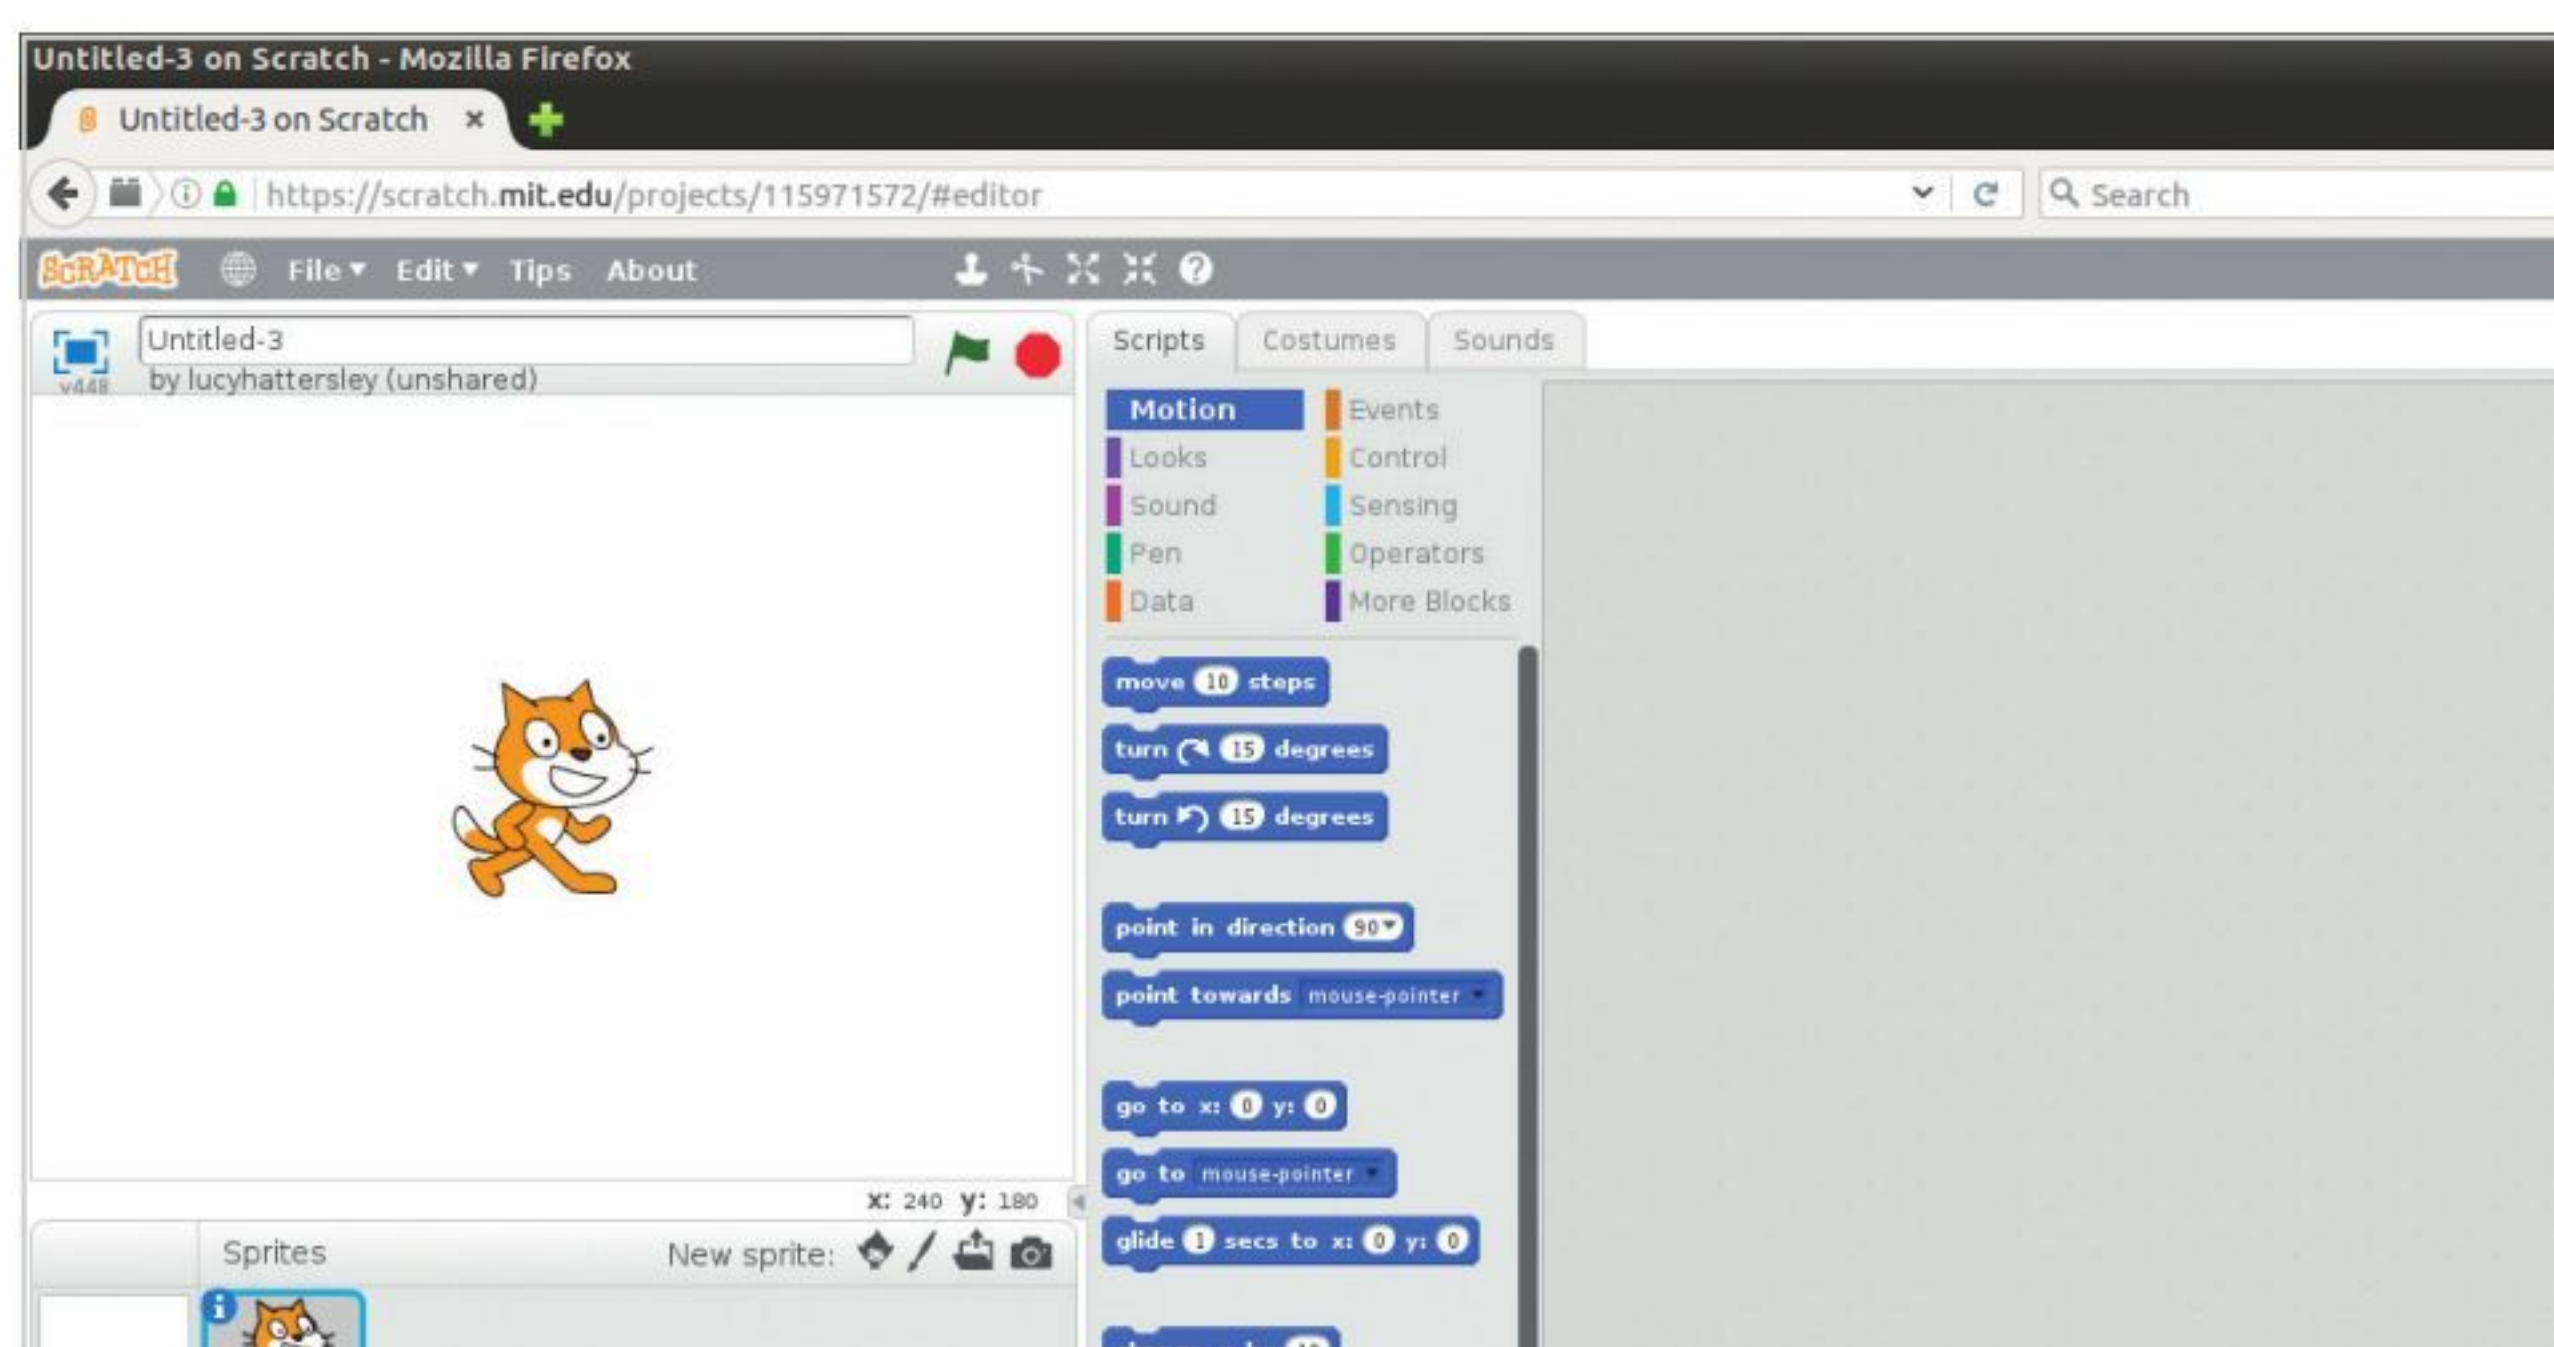 Untitled-3 on Scratch - Mozilla Firefox
Untitled-3 on Scratch
https://scratch.mit.edu/projects/115971572/#editor
Search
SCRATCH File Edit Tips About
Untitled-3
v448 by lucyhattersley (unshared)
Scripts Costumes Sounds
Motion Events
Looks Control
Sound Sensing
Pen Operators
Data More Blocks
move 10 steps
turn 15 degrees
turn 15 degrees
point in direction 90
point towards mouse-pointer
go to x: 0 y: 0
go to mouse-pointer
glide 1 secs to x: 0 y: 0
x: 240 y: 180
Sprites New sprite: